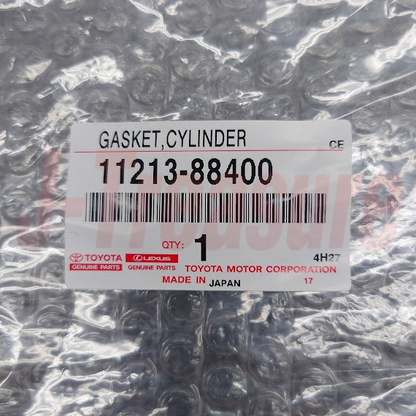 GASKET,CYLINDER CE
11213-88400
QTY: 1 4H27
TOYOTA LEXUS TOYOTA MOTOR CORPORATION
GENUINE PARTS GENUINE PARTS
MADE IN JAPAN 17
J-Treasure